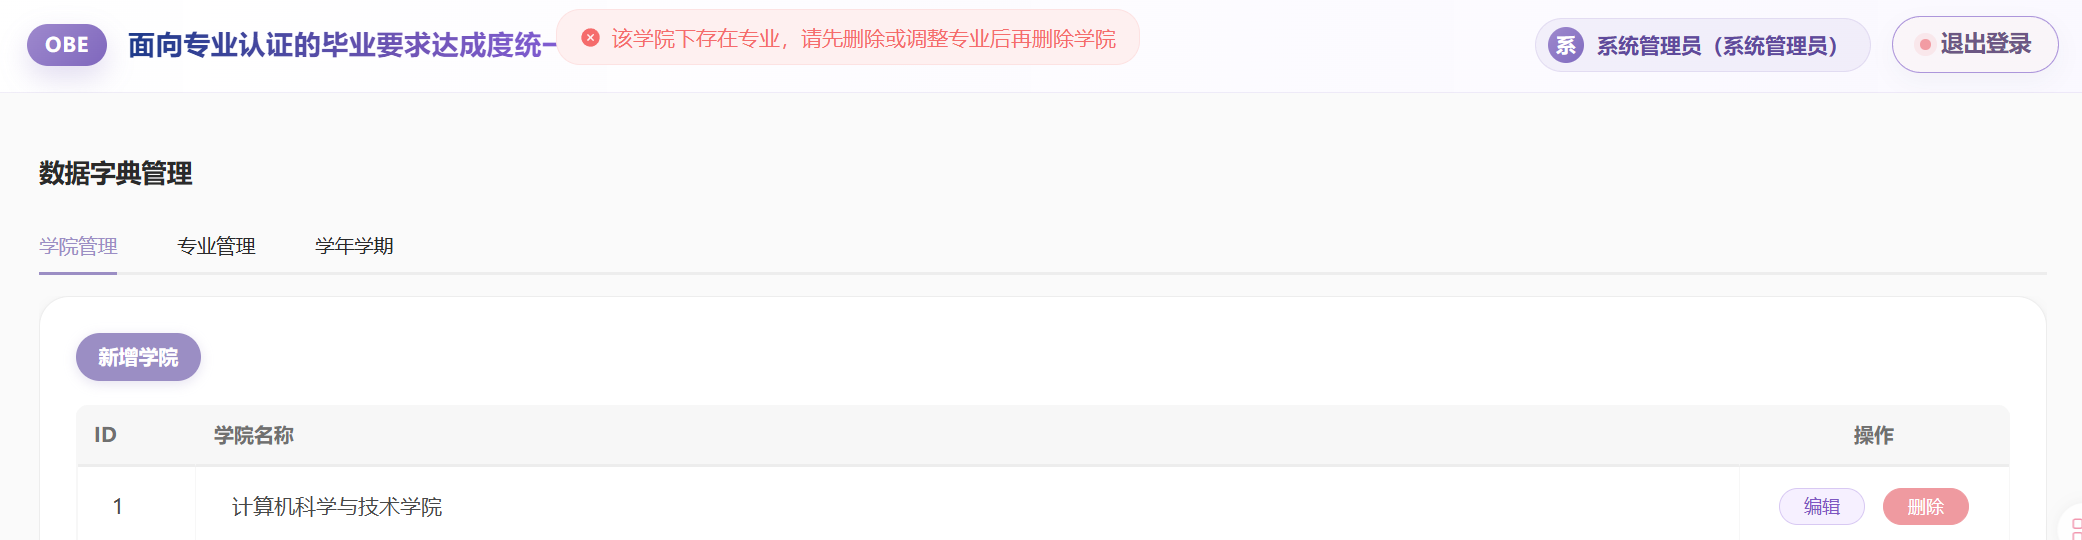 OBE 面向专业认证的毕业要求达成度统一 该学院下存在专业，请先删除或调整专业后再删除学院 系 系统管理员（系统管理员） 退出登录
数据字典管理
学院管理 专业管理 学年学期
新增学院
ID 学院名称 操作
1 计算机科学与技术学院 编辑 删除